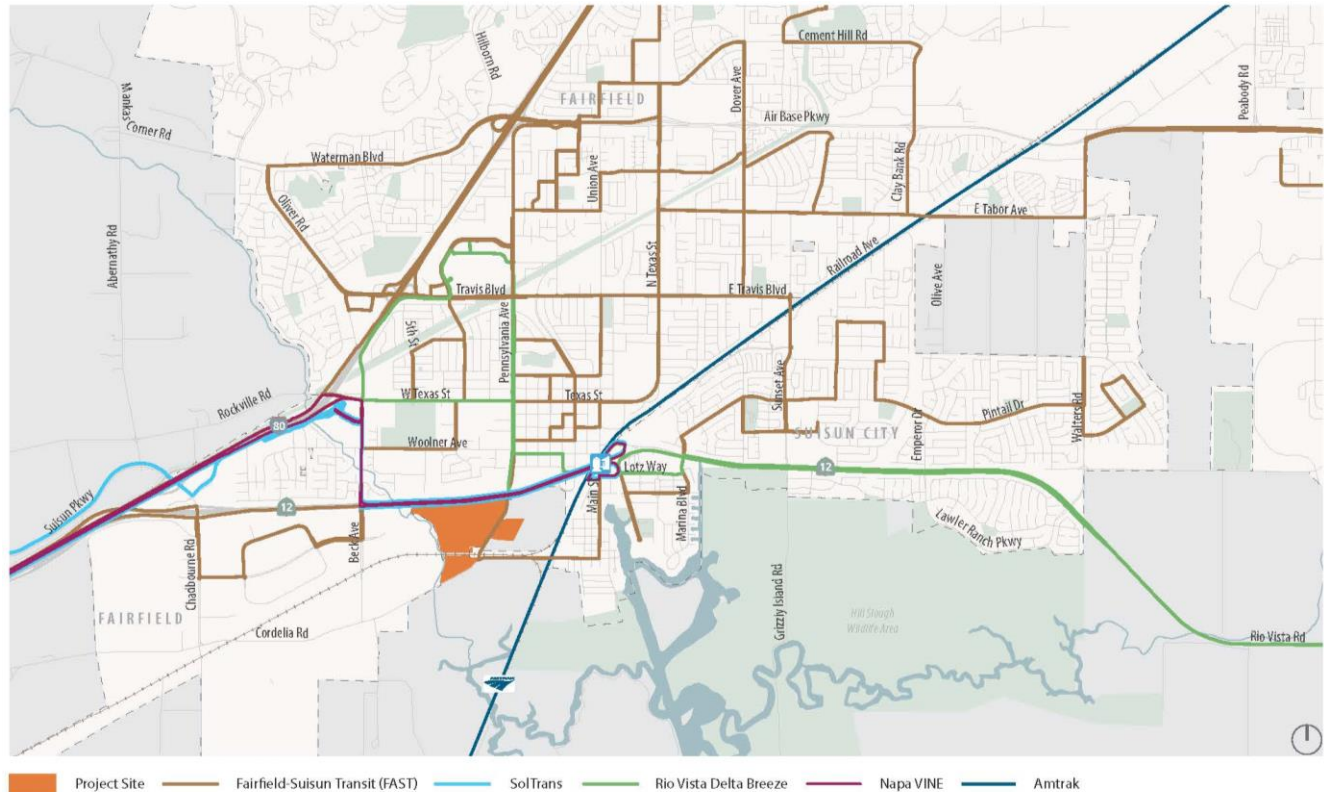 Cement Hill Rd
Hilborn Rd
Peabody Rd
Mankas
Corner Rd
FAIRFIELD
Dover Ave
Air Base Pkwy
Waterman Blvd
Union Ave
Clay Bank Rd
Oliver Rd
E Tabor Ave
Abernathy Rd
N Texas St
Railroad Ave
Olive Ave
Travis Blvd
E Travis Blvd
5th St
Pennsylvania Ave
Sunset Ave
W Texas St
Texas St
Rockville Rd
Pintail Dr
Walters Rd
80
Emperor Dr
SUISUN CITY
Woolner Ave
Lotz Way
12
Main St
Marina Blvd
Suisun Pkwy
12
Lawler Ranch Pkwy
Beck Ave
Chadbourne Rd
Grizzly Island Rd
FAIRFIELD
Hill Slough
Wildlife Area
Cordelia Rd
Rio Vista Rd
Project Site
Fairfield-Suisun Transit (FAST)
SolTrans
Rio Vista Delta Breeze
Napa VINE
Amtrak